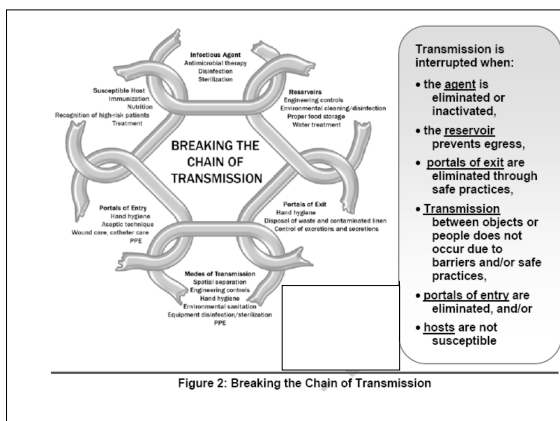 Infectious Agent
Antimicrobial therapy
Disinfection
Sterilization
Susceptible Host
Immunization
Nutrition
Recognition of high-risk patients
Treatment
Reservoirs
Engineering controls
Environmental cleaning/disinfection
Proper food storage
Water treatment
BREAKING THE
CHAIN OF
TRANSMISSION
Portals of Entry
Hand hygiene
Aseptic technique
Wound care, catheter care
PPE
Portals of Exit
Hand hygiene
Disposal of waste and contaminated linen
Control of excretions and secretions
Modes of Transmission
Spatial separation
Engineering controls
Hand hygiene
Environmental sanitation
Equipment disinfection/sterilization
PPE
Transmission is
interrupted when:
• the agent is
eliminated or
inactivated,
• the reservoir
prevents egress,
• portals of exit are
eliminated through
safe practices,
• Transmission
between objects or
people does not
occur due to
barriers and/or safe
practices,
• portals of entry are
eliminated, and/or
• hosts are not
susceptible
Figure 2: Breaking the Chain of Transmission